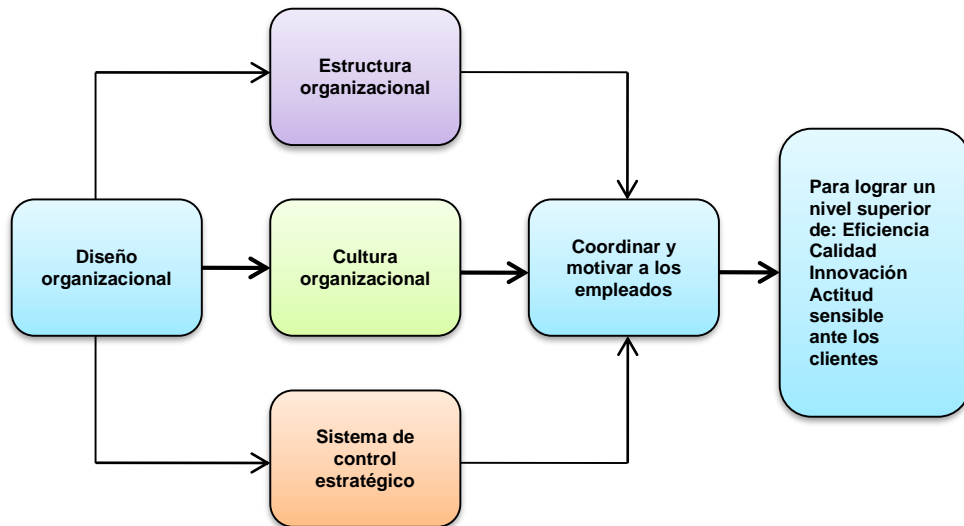 Estructura
organizacional
Diseño
organizacional
Cultura
organizacional
Sistema de
control
estratégico
Coordinar y
motivar a los
empleados
Para lograr un
nivel superior
de: Eficiencia
Calidad
Innovación
Actitud
sensible
ante los
clientes